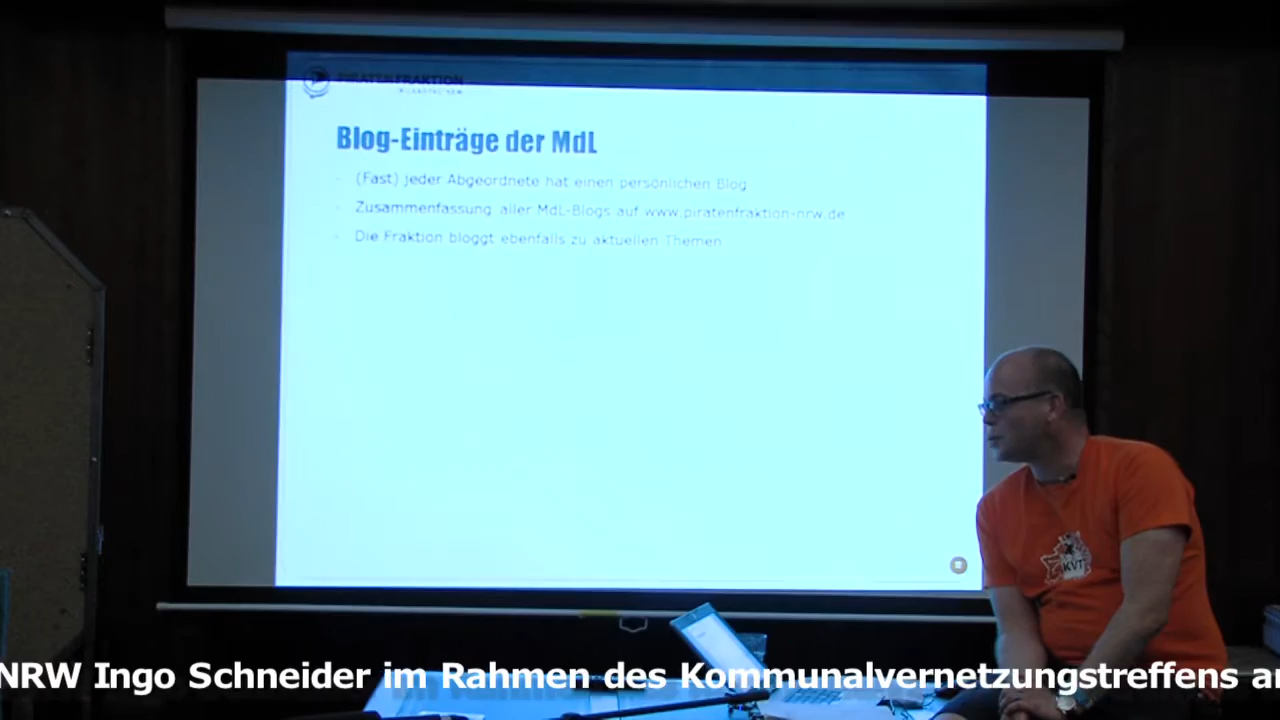 PIRATENFRAKTION
Blog-Einträge der MdL
- (Fast) jeder Abgeordnete hat einen persönlichen Blog
- Zusammenfassung aller MdL-Blogs auf www.piratenfraktion-nrw.de
- Die Fraktion bloggt ebenfalls zu aktuellen Themen
KVT
NRW Ingo Schneider im Rahmen des Kommunalvernetzungstreffens